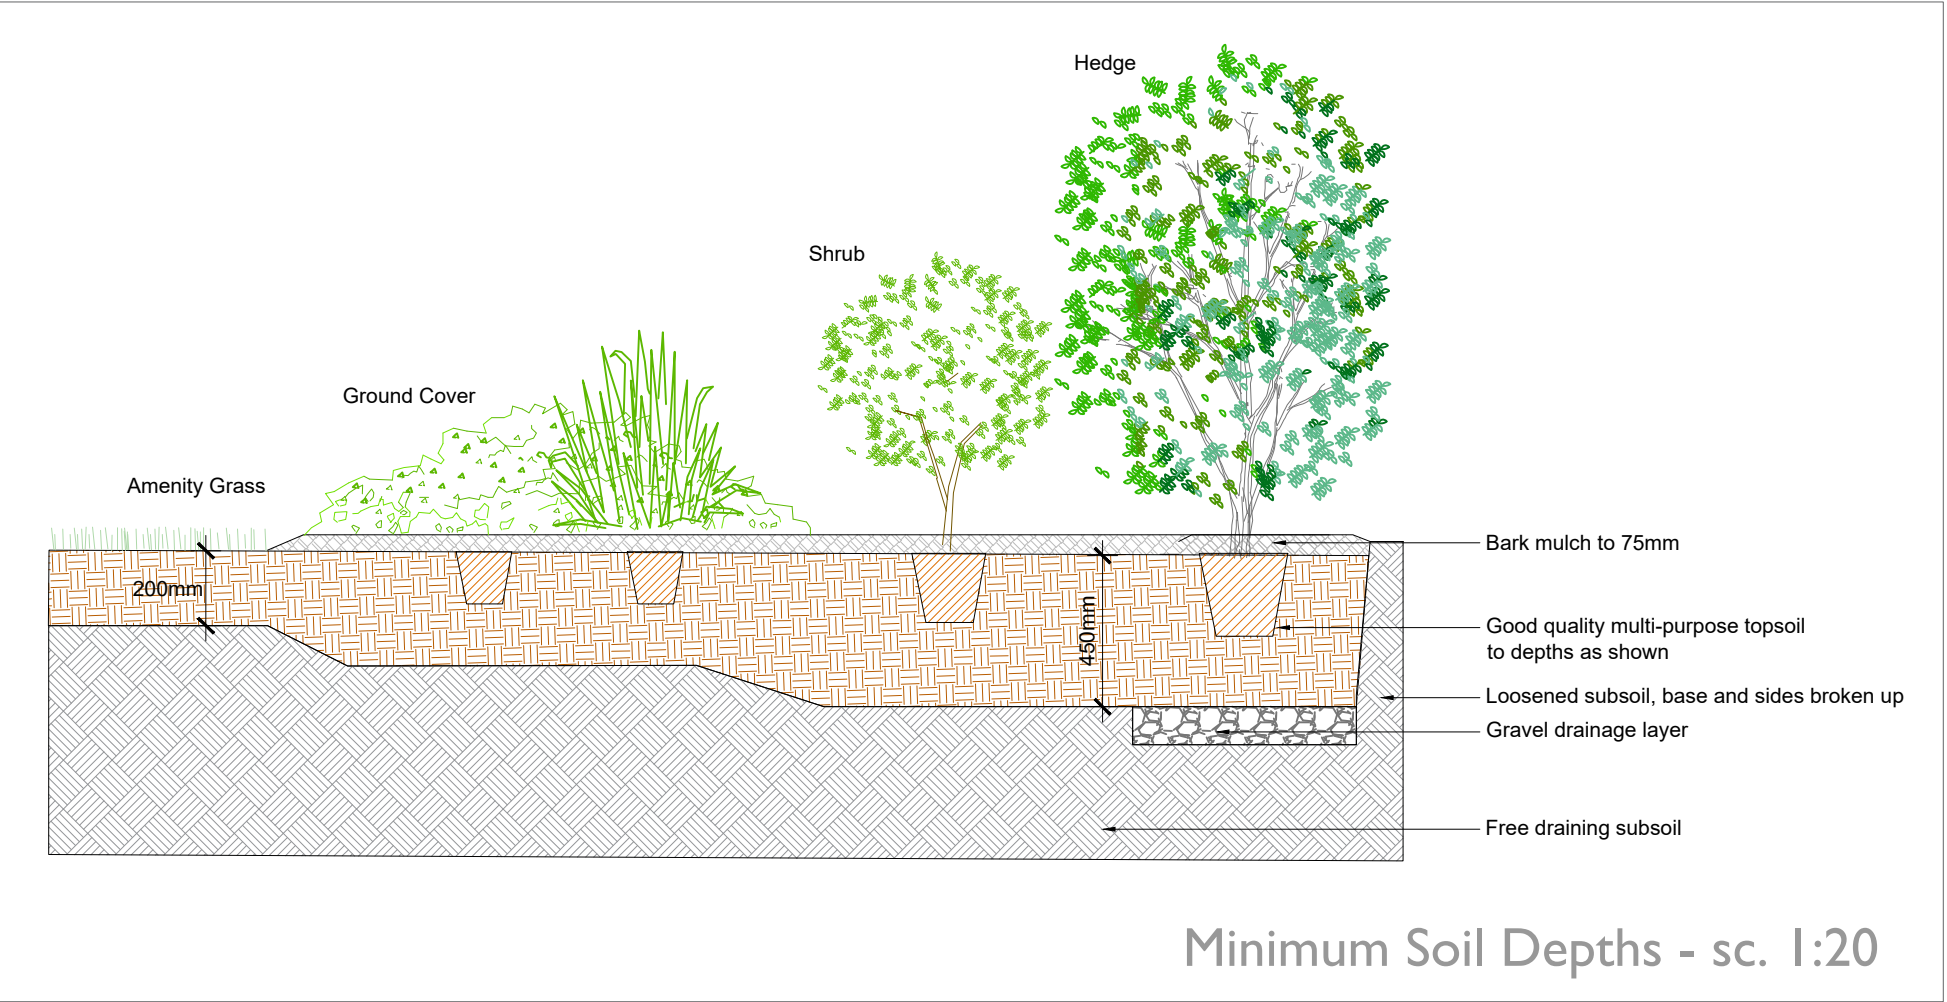 Hedge
Shrub
Ground Cover
Amenity Grass
200mm
450mm
Bark mulch to 75mm
Good quality multi-purpose topsoil
to depths as shown
Loosened subsoil, base and sides broken up
Gravel drainage layer
Free draining subsoil
Minimum Soil Depths - sc. 1:20